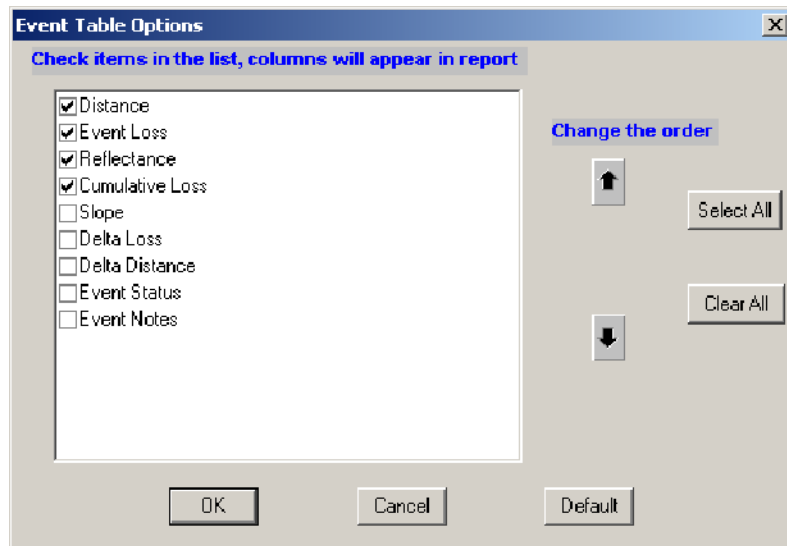 Event Table Options
Check items in the list, columns will appear in report
Distance
Event Loss
Reflectance
Cumulative Loss
Slope
Delta Loss
Delta Distance
Event Status
Event Notes
Change the order
Select All
Clear All
OK
Cancel
Default